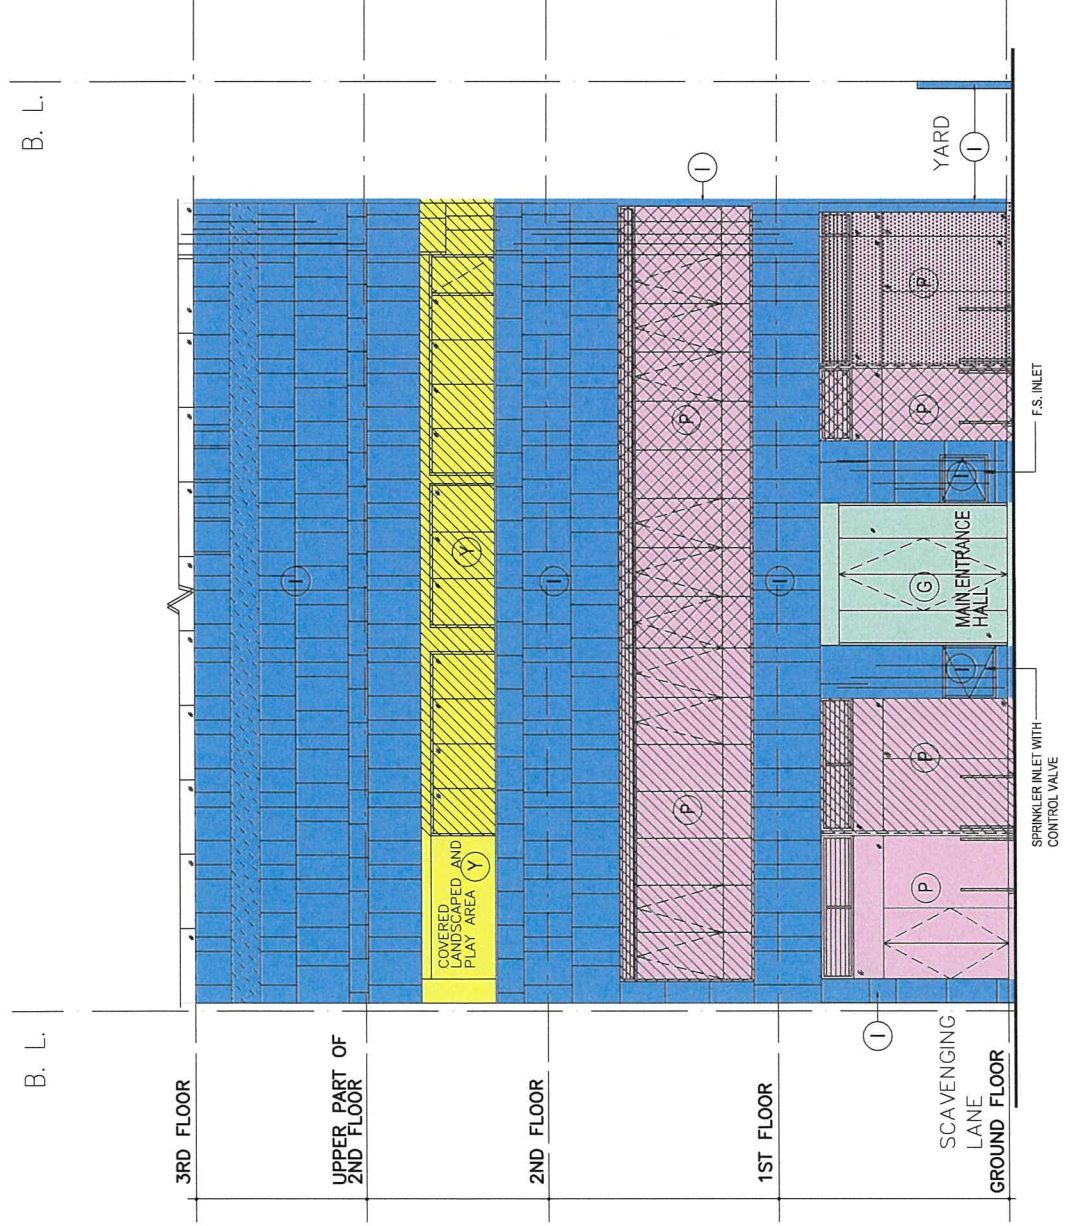 B. L.
B. L.
3RD FLOOR
I
UPPER PART OF
2ND FLOOR
COVERED
LANDSCAPED AND
PLAY AREA
Y
Y
2ND FLOOR
I
P
P
I
1ST FLOOR
I
I
SCAVENGING
LANE
GROUND FLOOR
P
P
I
G
MAIN ENTRANCE
HALL
I
P
P
YARD
I
SPRINKLER INLET WITH
CONTROL VALVE
F.S. INLET